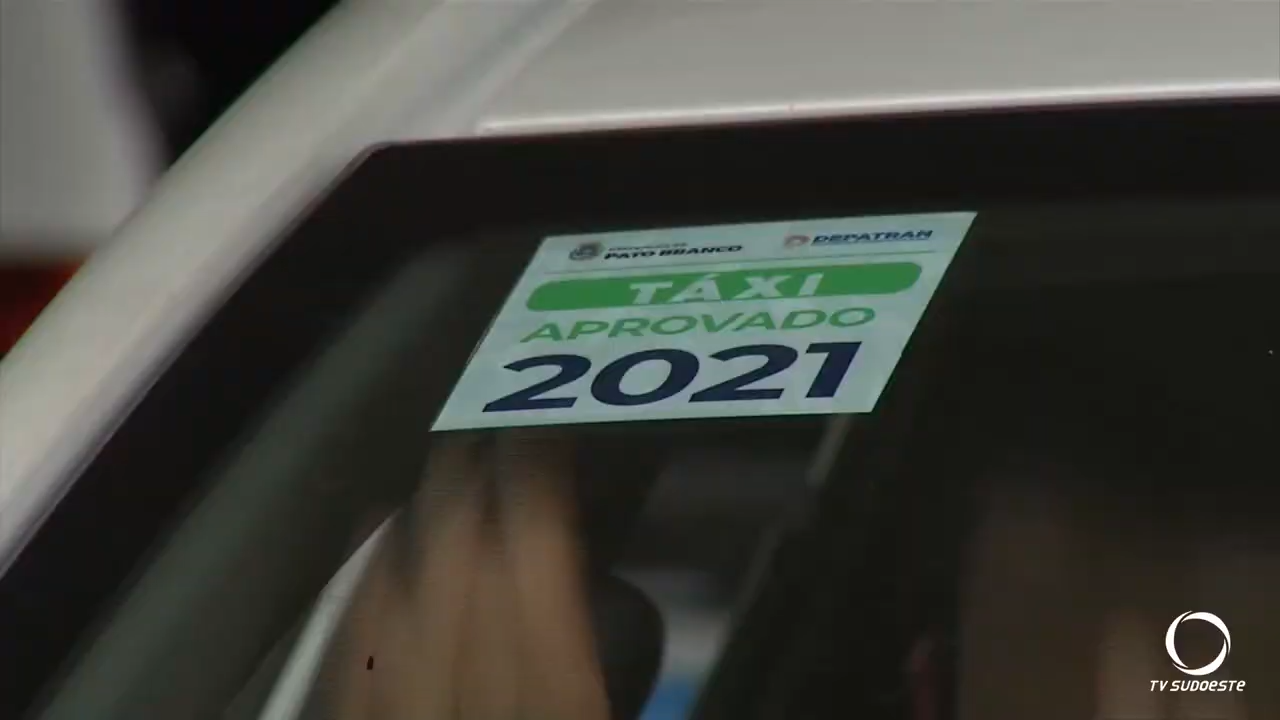 PATO BRANCO
DEPATRAN
TÁXI
APROVADO
2021
TV SUDOESTE